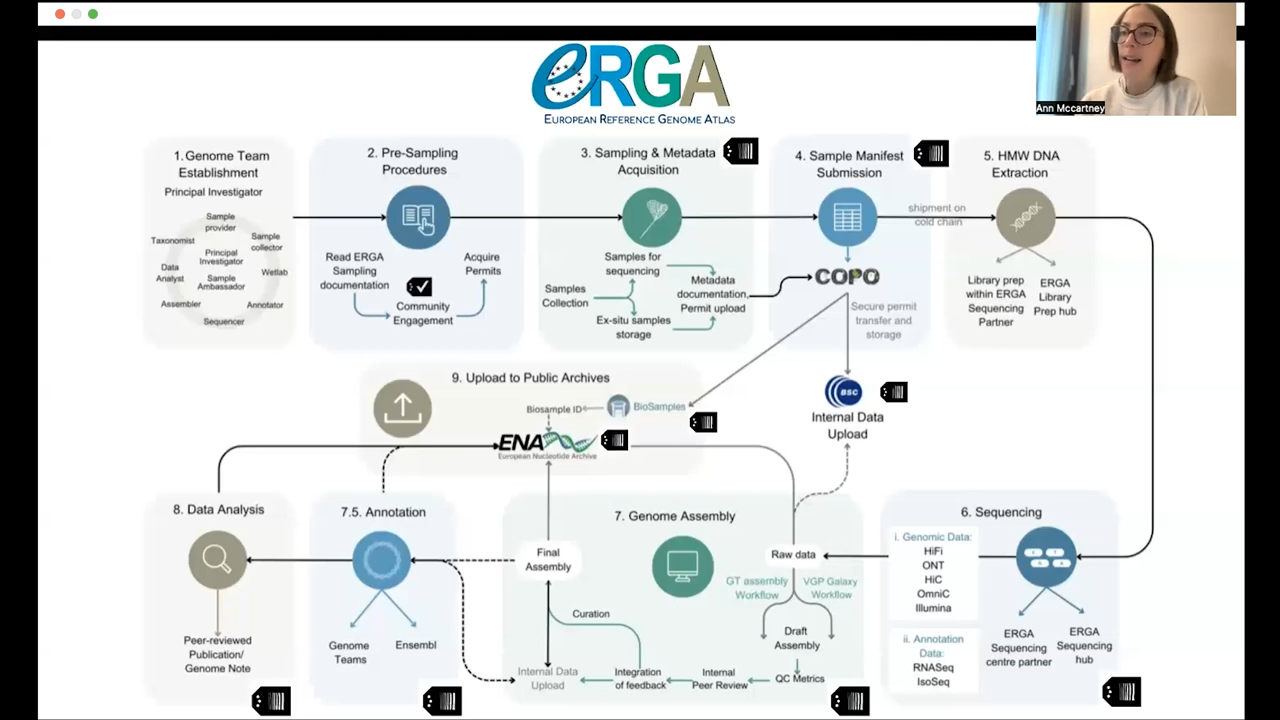 eRGA
EUROPEAN REFERENCE GENOME ATLAS
Ann Mccartney
1. Genome Team
Establishment
Principal Investigator
Sample
provider
Taxonomist
Sample
collector
Principal
Investigator
Data
Analyst
Sample
Ambassador
Wetlab
Assembler
Annotator
Sequencer
2. Pre-Sampling
Procedures
Read ERGA
Sampling
documentation
Community
Engagement
Acquire
Permits
3. Sampling & Metadata
Acquisition
Samples for
sequencing
Samples
Collection
Ex-situ samples
storage
Metadata
documentation,
Permit upload
4. Sample Manifest
Submission
COPO
Secure permit
transfer and
storage
shipment on
cold chain
5. HMW DNA
Extraction
Library prep
within ERGA
Sequencing
Partner
ERGA
Library
Prep hub
9. Upload to Public Archives
Biosample ID
BioSamples
ENA
European Nucleotide Archive
BSC
Internal Data
Upload
8. Data Analysis
Peer-reviewed
Publication/
Genome Note
7.5. Annotation
Genome
Teams
Ensembl
7. Genome Assembly
Final
Assembly
Raw data
GT assembly
Workflow
VGP Galaxy
Workflow
Curation
Draft
Assembly
Internal Data
Upload
Integration
of feedback
Internal
Peer Review
QC Metrics
6. Sequencing
i. Genomic Data:
HiFi
ONT
HiC
OmniC
Illumina
ii. Annotation
Data:
RNASeq
IsoSeq
ERGA
Sequencing
centre partner
ERGA
Sequencing
hub